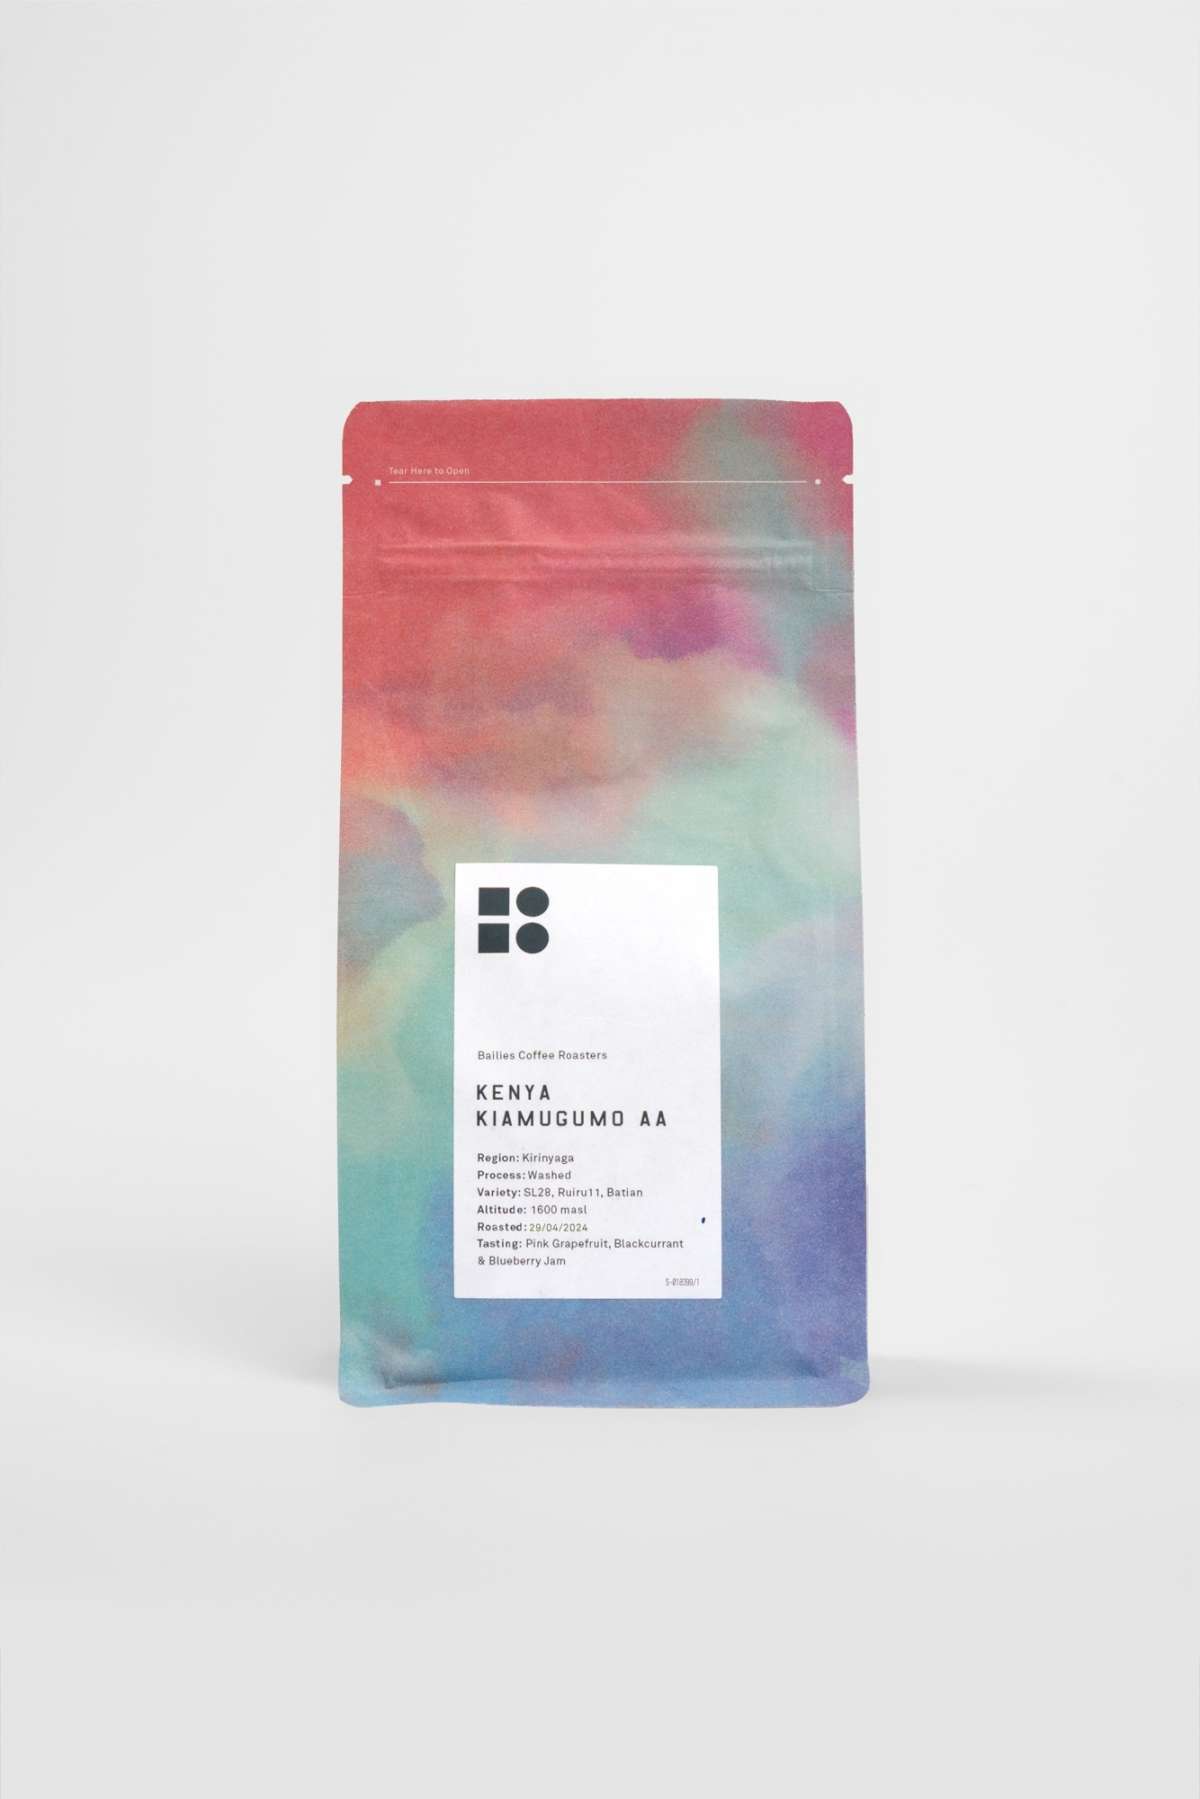 Tear Here to Open
Bailies Coffee Roasters
KENYA
KIAMUGUMO AA
Region: Kirinyaga
Process: Washed
Variety: SL28, Ruiru11, Batian
Altitude: 1600 masl
Roasted: 29/04/2024
Tasting: Pink Grapefruit, Blackcurrant
& Blueberry Jam